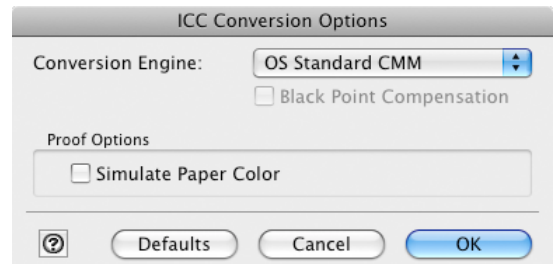 ICC Conversion Options
Conversion Engine: OS Standard CMM
Black Point Compensation
Proof Options
Simulate Paper Color
? Defaults Cancel OK